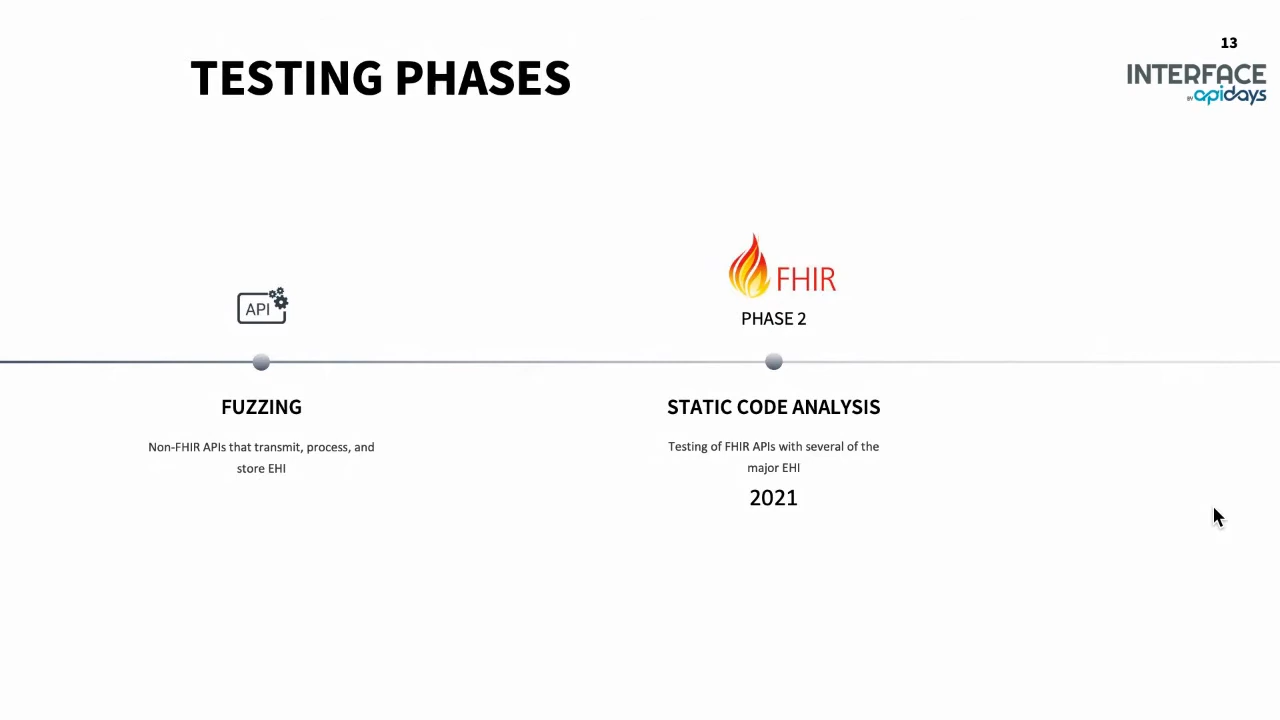 13
TESTING PHASES
INTERFACE
BY apidays
API
FHIR
PHASE 2
FUZZING
Non-FHIR APIs that transmit, process, and
store EHI
STATIC CODE ANALYSIS
Testing of FHIR APIs with several of the
major EHI
2021